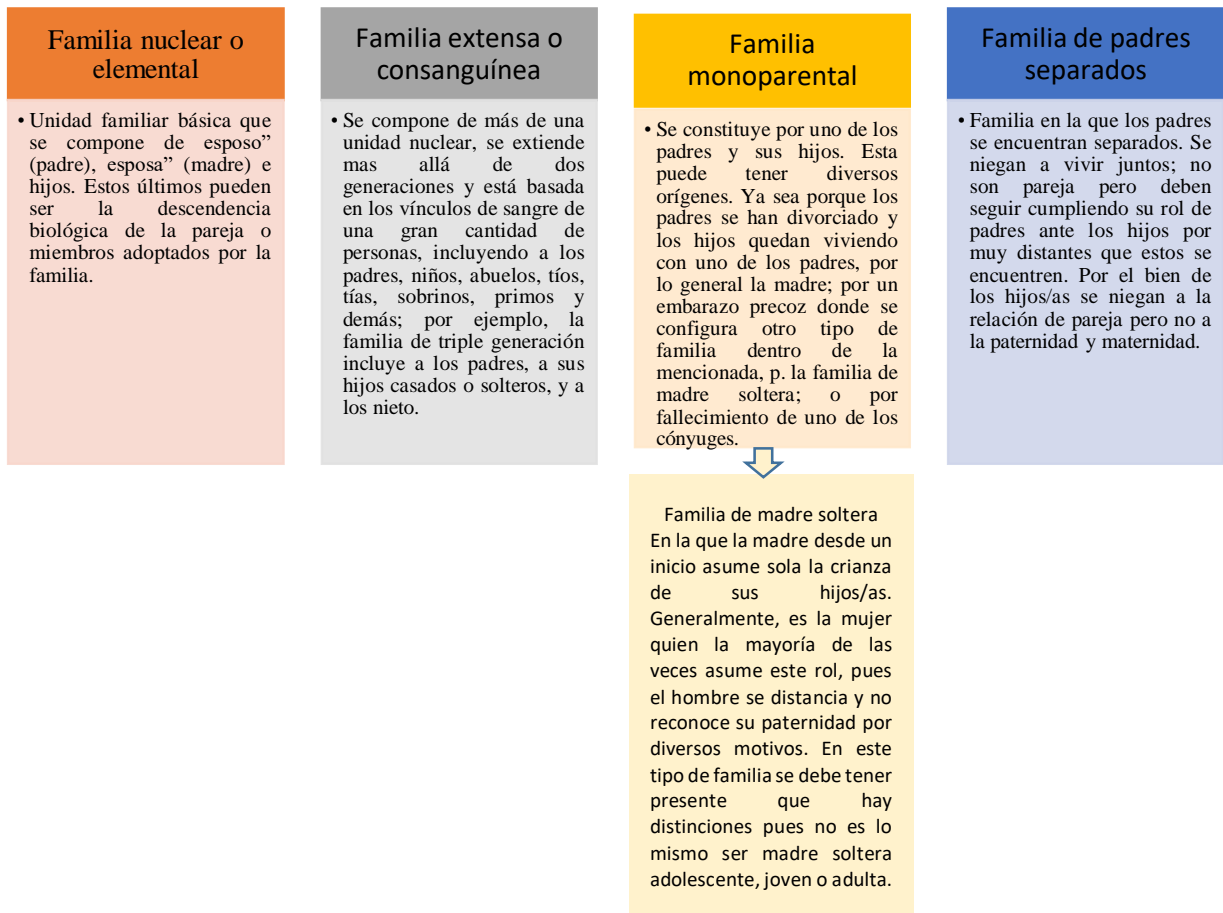 Familia nuclear o
elemental
• Unidad familiar básica que
se compone de esposo”
(padre), esposa” (madre) e
hijos. Estos últimos pueden
ser la descendencia
biológica de la pareja o
miembros adoptados por la
familia.
Familia extensa o
consanguínea
• Se compone de más de una
unidad nuclear, se extiende
mas allá de dos
generaciones y está basada
en los vínculos de sangre de
una gran cantidad de
personas, incluyendo a los
padres, niños, abuelos, tíos,
tías, sobrinos, primos y
demás; por ejemplo, la
familia de triple generación
incluye a los padres, a sus
hijos casados o solteros, y a
los nieto.
Familia
monoparental
• Se constituye por uno de los
padres y sus hijos. Esta
puede tener diversos
orígenes. Ya sea porque los
padres se han divorciado y
los hijos quedan viviendo
con uno de los padres, por
lo general la madre; por un
embarazo precoz donde se
configura otro tipo de
familia dentro de la
mencionada, p. la familia de
madre soltera; o por
fallecimiento de uno de los
cónyuges.
Familia de madre soltera
En la que la madre desde un
inicio asume sola la crianza
de sus hijos/as.
Generalmente, es la mujer
quien la mayoría de las
veces asume este rol, pues
el hombre se distancia y no
reconoce su paternidad por
diversos motivos. En este
tipo de familia se debe tener
presente que hay
distinciones pues no es lo
mismo ser madre soltera
adolescente, joven o adulta.
Familia de padres
separados
• Familia en la que los padres
se encuentran separados. Se
niegan a vivir juntos; no
son pareja pero deben
seguir cumpliendo su rol de
padres ante los hijos por
muy distantes que estos se
encuentren. Por el bien de
los hijos/as se niegan a la
relación de pareja pero no a
la paternidad y maternidad.